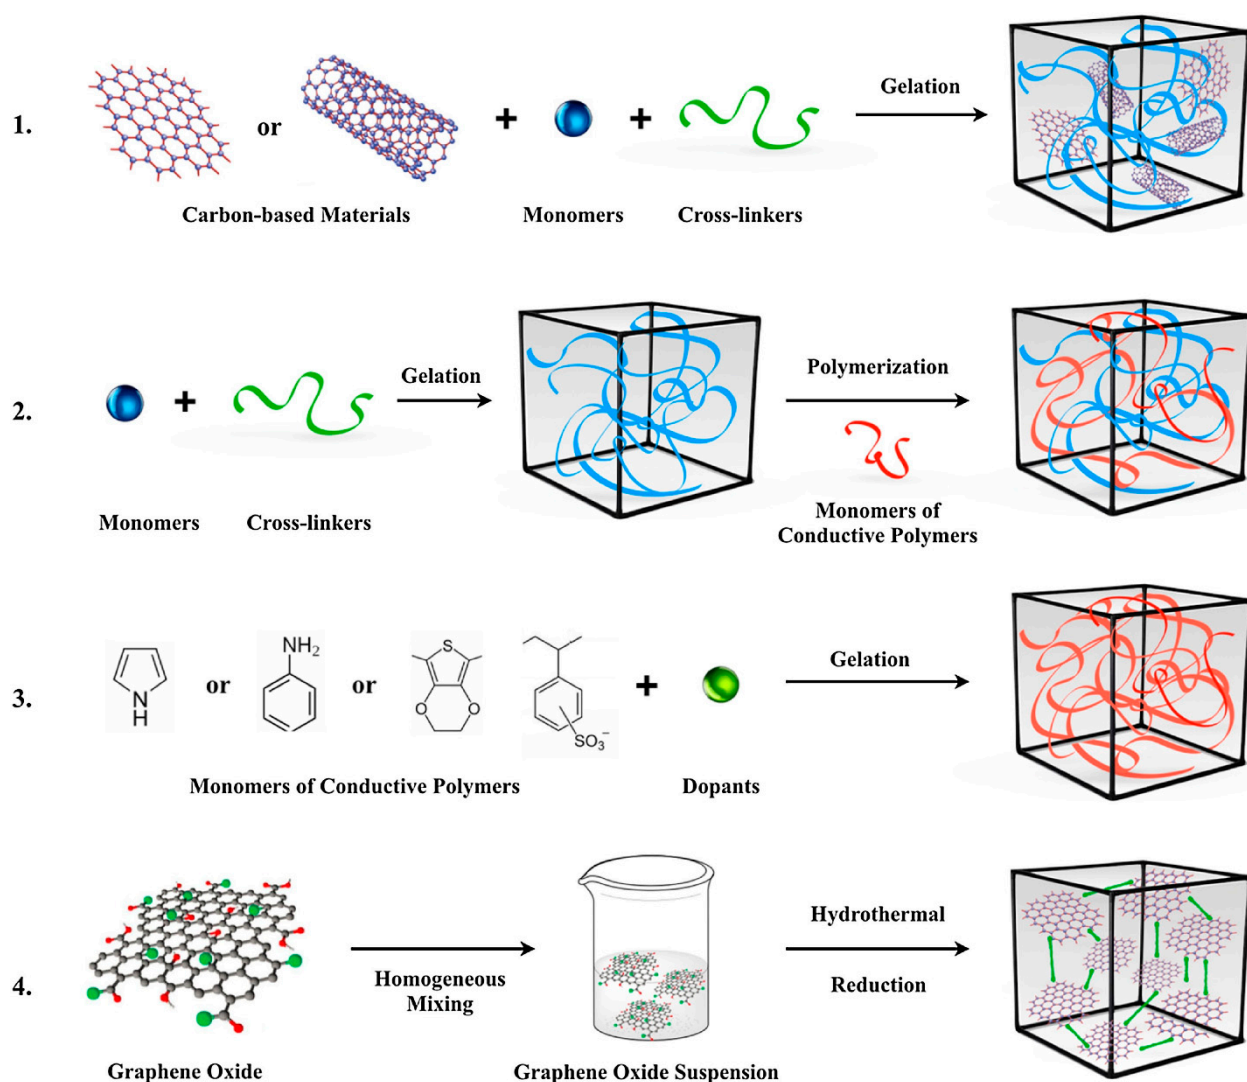 1.
or
+
+
Gelation
Carbon-based Materials
Monomers
Cross-linkers
2.
+
Gelation
Polymerization
Monomers
Cross-linkers
Monomers of
Conductive Polymers
3.
N
H
or
NH₂
or
S
O
O
SO₃⁻
+
Gelation
Monomers of Conductive Polymers
Dopants
4.
Homogeneous
Mixing
Hydrothermal
Reduction
Graphene Oxide
Graphene Oxide Suspension